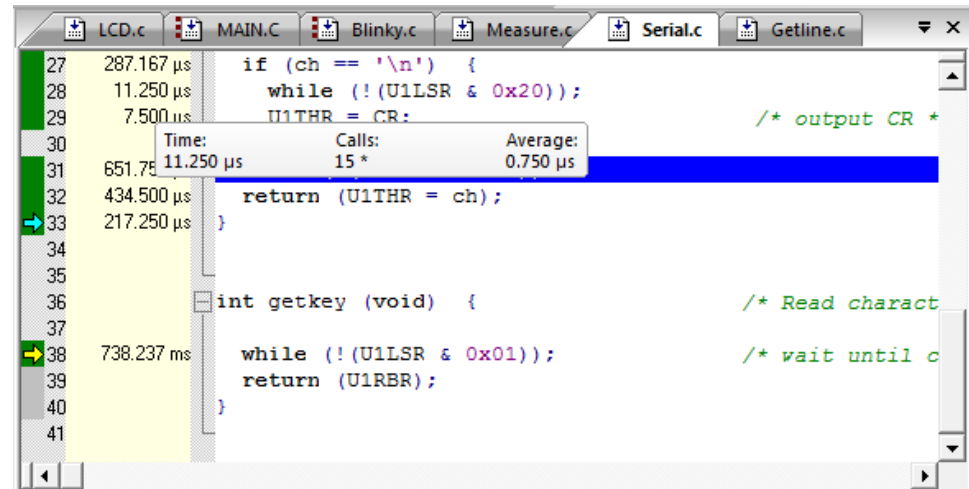 LCD.c MAIN.C Blinky.c Measure.c Serial.c Getline.c
27 287.167 µs if (ch == '\n') {
28 11.250 µs while (!(U1LSR & 0x20));
29 7.500 µs U1THR = CR; /* output CR *
30
Time: Calls: Average:
11.250 µs 15 * 0.750 µs
31 651.75
32 434.500 µs return (U1THR = ch);
33 217.250 µs }
34
35
36 int getkey (void) { /* Read charact
37
38 738.237 ms while (!(U1LSR & 0x01)); /* wait until c
39 return (U1RBR);
40 }
41